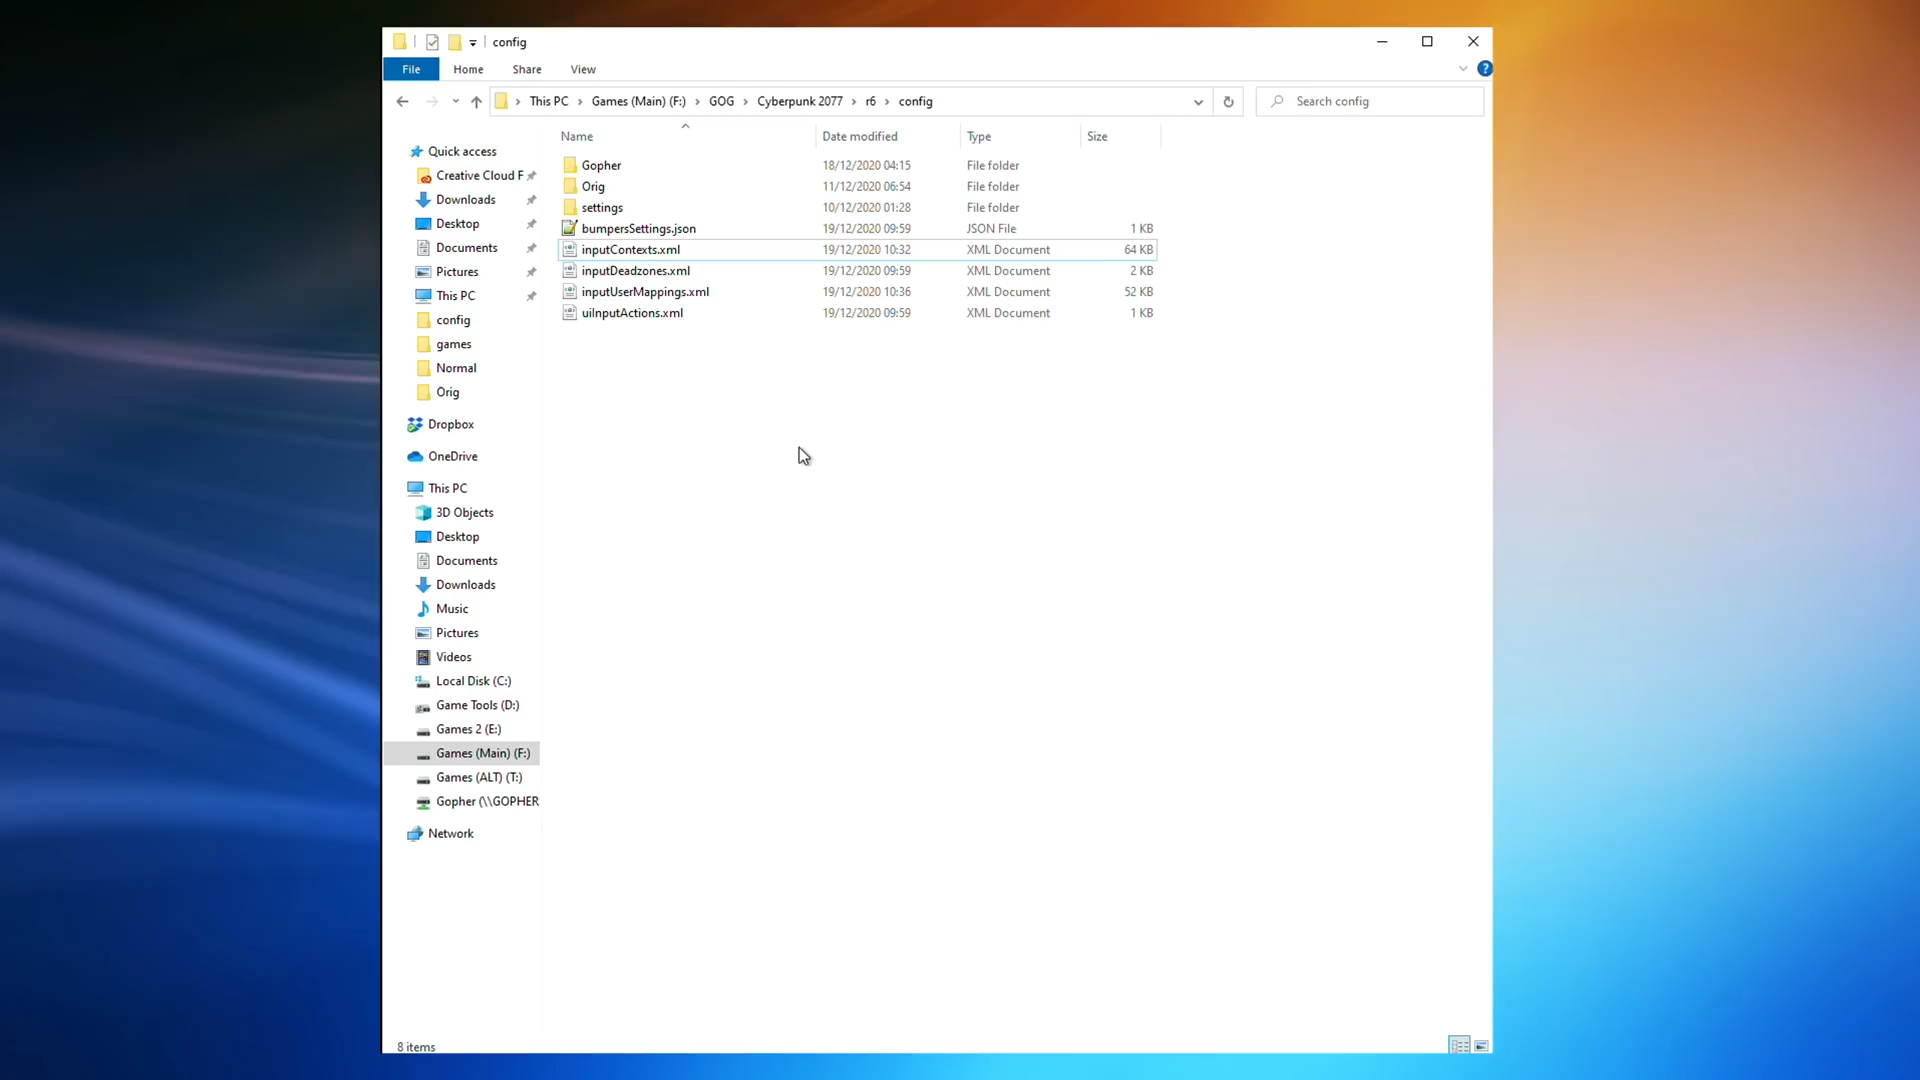 config
File Home Share View
This PC Games (Main) (F:) GOG Cyberpunk 2077 r6 config
Search config
Name Date modified Type Size
Gopher 18/12/2020 04:15 File folder
Orig 11/12/2020 06:54 File folder
settings 10/12/2020 01:28 File folder
bumpersSettings.json 19/12/2020 09:59 JSON File 1 KB
inputContexts.xml 19/12/2020 10:32 XML Document 64 KB
inputDeadzones.xml 19/12/2020 09:59 XML Document 2 KB
inputUserMappings.xml 19/12/2020 10:36 XML Document 52 KB
uiInputActions.xml 19/12/2020 09:59 XML Document 1 KB
Quick access
Creative Cloud F
Downloads
Desktop
Documents
Pictures
This PC
config
games
Normal
Orig
Dropbox
OneDrive
This PC
3D Objects
Desktop
Documents
Downloads
Music
Pictures
Videos
Local Disk (C:)
Game Tools (D:)
Games 2 (E:)
Games (Main) (F:)
Games (ALT) (T:)
Gopher (\\GOPHER
Network
8 items